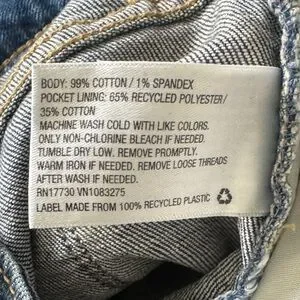 BODY: 99% COTTON / 1% SPANDEX
POCKET LINING: 65% RECYCLED POLYESTER /
35% COTTON
MACHINE WASH COLD WITH LIKE COLORS.
ONLY NON-CHLORINE BLEACH IF NEEDED.
TUMBLE DRY LOW. REMOVE PROMPTLY.
WARM IRON IF NEEDED. REMOVE LOOSE THREADS
AFTER WASH IF NEEDED.
RN17730 VN1083275
LABEL MADE FROM 100% RECYCLED PLASTIC